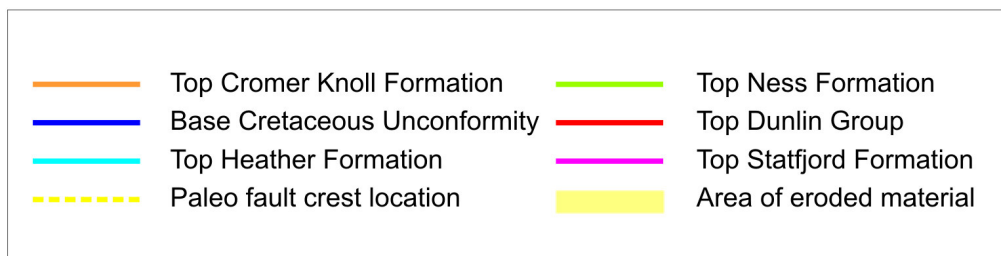 Top Cromer Knoll Formation
Base Cretaceous Unconformity
Top Heather Formation
Paleo fault crest location
Top Ness Formation
Top Dunlin Group
Top Statfjord Formation
Area of eroded material